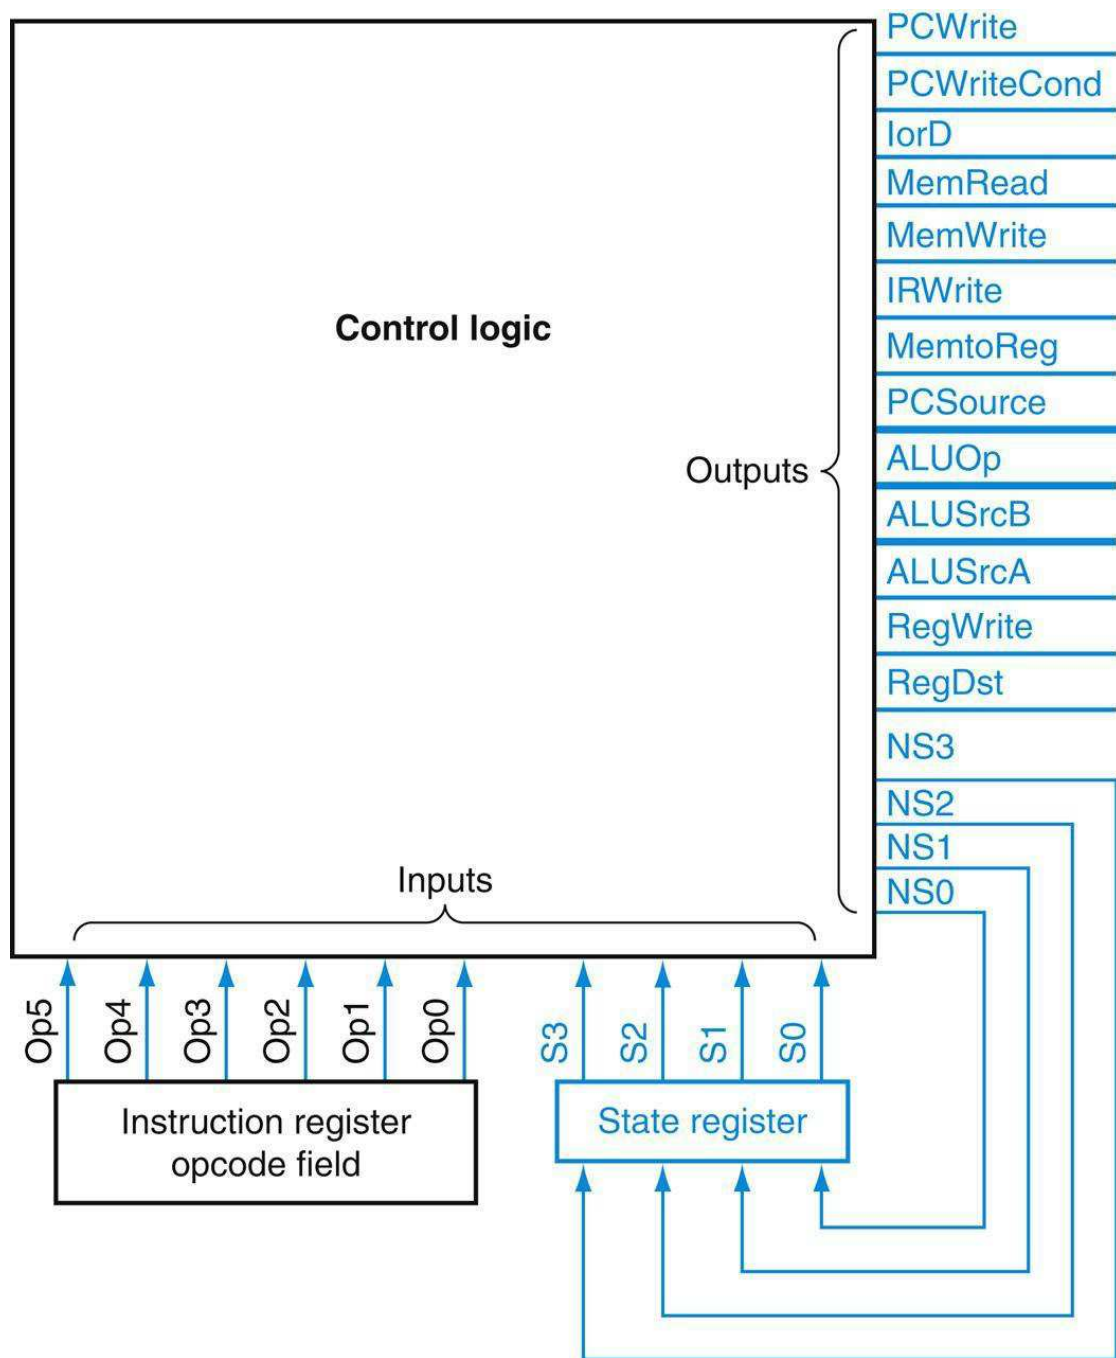 PCWrite
PCWriteCond
IorD
MemRead
MemWrite
IRWrite
Control logic
MemtoReg
PCSource
Outputs
ALUOp
ALUSrcB
ALUSrcA
RegWrite
RegDst
NS3
NS2
NS1
NS0
Inputs
Op5
Op4
Op3
Op2
Op1
Op0
S3
S2
S1
S0
Instruction register
opcode field
State register